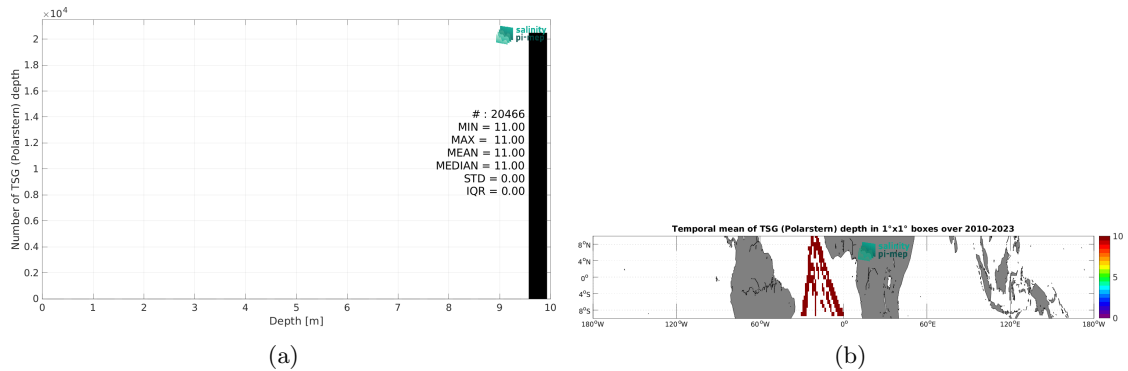 ×10⁴
2
1.8
1.6
1.4
1.2
1
0.8
0.6
0.4
0.2
0
Number of TSG (Polarstern) depth
salinity
pi-mep
# : 20466
MIN = 11.00
MAX = 11.00
MEAN = 11.00
MEDIAN = 11.00
STD = 0.00
IQR = 0.00
0 1 2 3 4 5 6 7 8 9 10
Depth [m]
(a)
Temporal mean of TSG (Polarstern) depth in 1°x1° boxes over 2010-2023
salinity
pi-mep
8°N
4°N
0°
4°S
8°S
180°W 120°W 60°W 0° 60°E 120°E 180°W
10
5
0
(b)